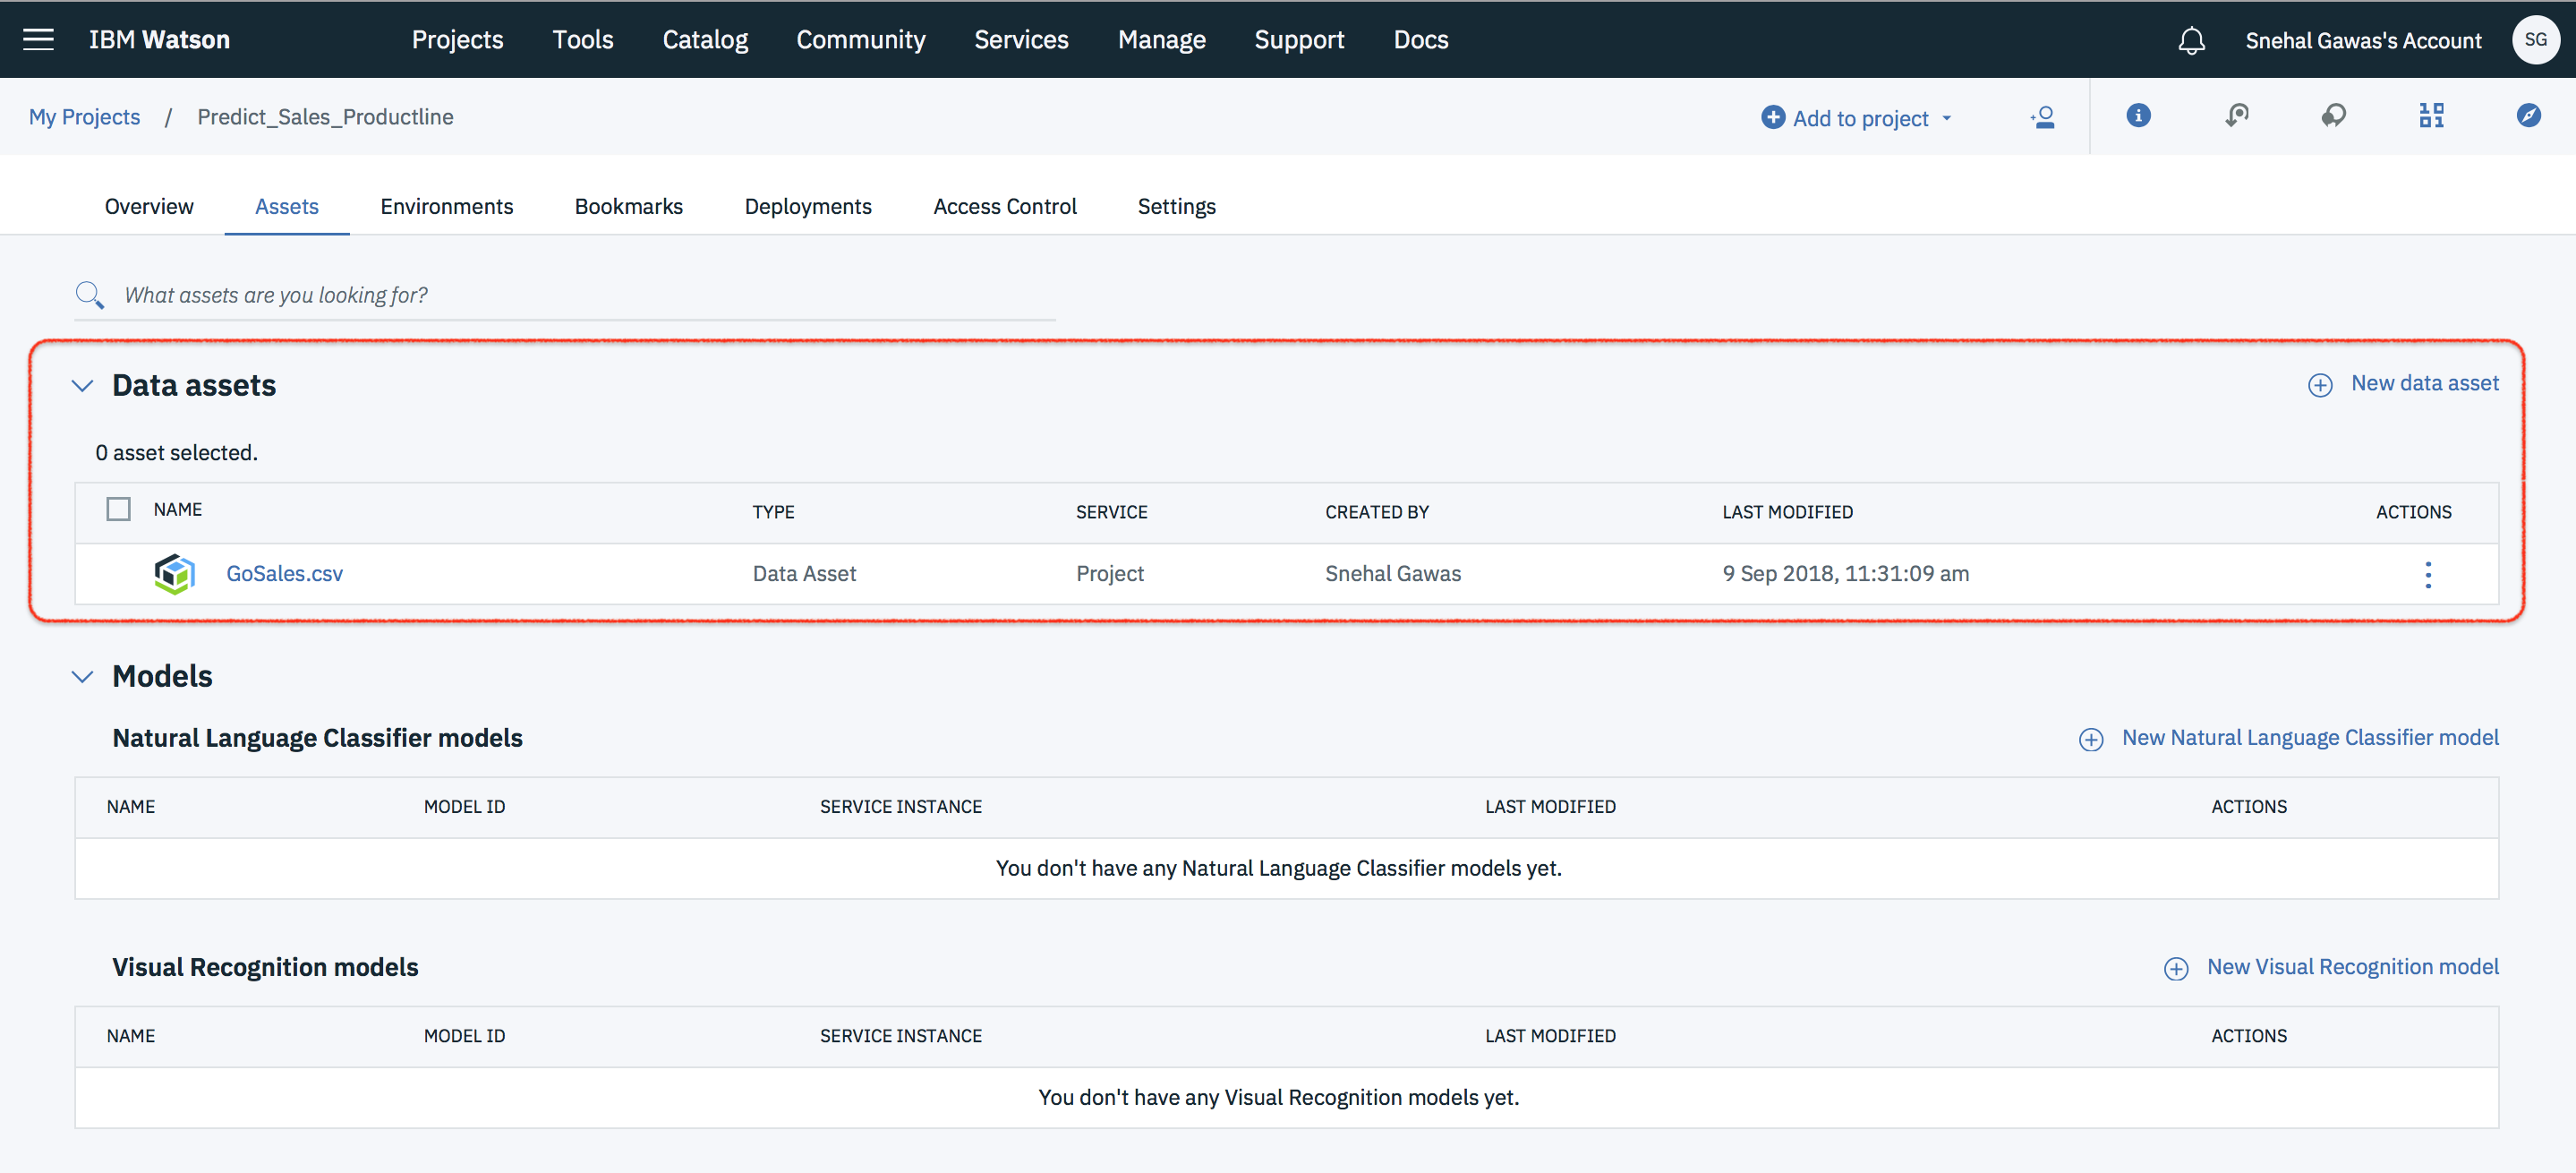 IBM Watson Projects Tools Catalog Community Services Manage Support Docs Snehal Gawas's Account SG
My Projects / Predict_Sales_Productline Add to project
Overview Assets Environments Bookmarks Deployments Access Control Settings
What assets are you looking for?
Data assets New data asset
0 asset selected.
NAME TYPE SERVICE CREATED BY LAST MODIFIED ACTIONS
GoSales.csv Data Asset Project Snehal Gawas 9 Sep 2018, 11:31:09 am
Models
Natural Language Classifier models New Natural Language Classifier model
NAME MODEL ID SERVICE INSTANCE LAST MODIFIED ACTIONS
You don't have any Natural Language Classifier models yet.
Visual Recognition models New Visual Recognition model
NAME MODEL ID SERVICE INSTANCE LAST MODIFIED ACTIONS
You don't have any Visual Recognition models yet.